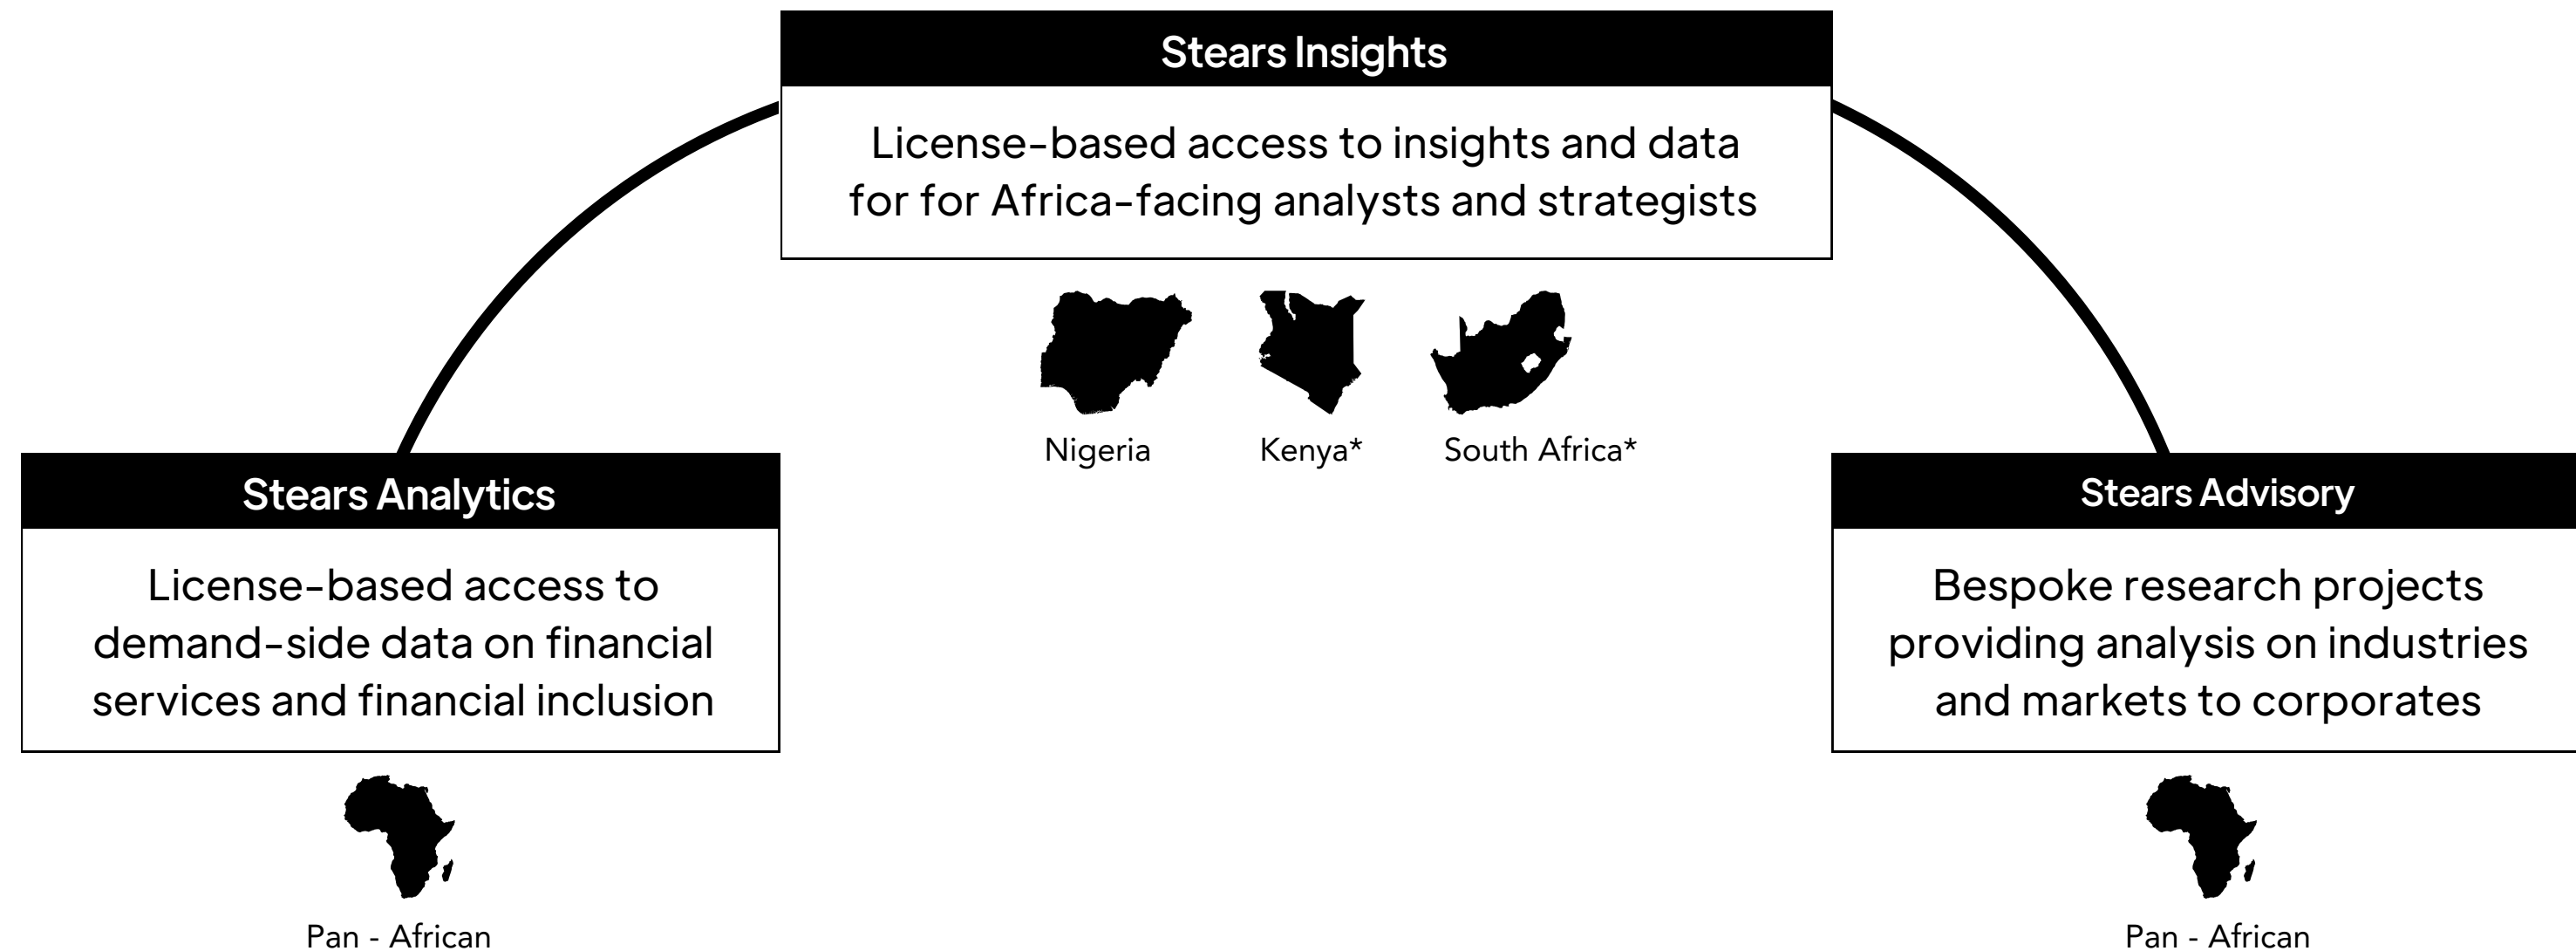 Stears Insights
License-based access to insights and data
for for Africa-facing analysts and strategists
Nigeria
Kenya*
South Africa*
Stears Analytics
License-based access to
demand-side data on financial
services and financial inclusion
Pan - African
Stears Advisory
Bespoke research projects
providing analysis on industries
and markets to corporates
Pan - African